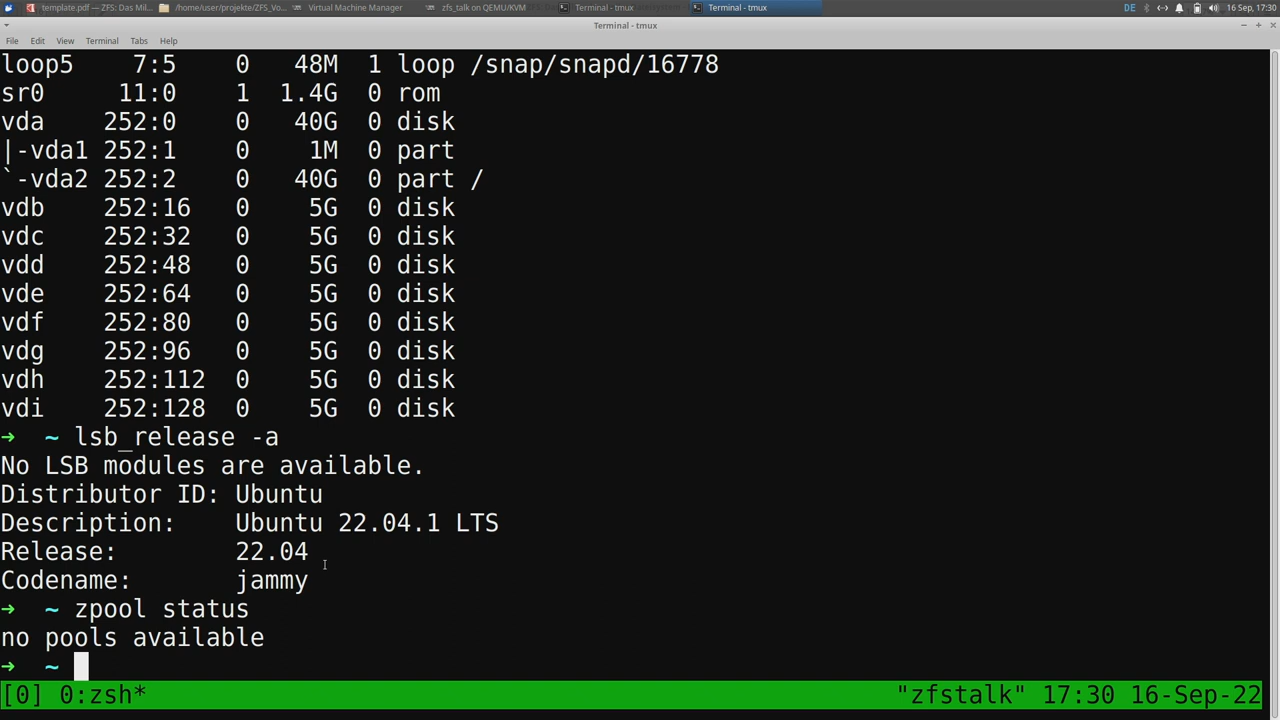 template.pdf — ZFS: Das Mil...
/home/user/projekte/ZFS_Vo...
Virtual Machine Manager
zfs_talk on QEMU/KVM
Terminal - tmux
Terminal - tmux
DE
16 Sep, 17:30
Terminal - tmux
File Edit View Terminal Tabs Help
loop5 7:5 0 48M 1 loop /snap/snapd/16778
sr0 11:0 1 1.4G 0 rom
vda 252:0 0 40G 0 disk
|-vda1 252:1 0 1M 0 part
`-vda2 252:2 0 40G 0 part /
vdb 252:16 0 5G 0 disk
vdc 252:32 0 5G 0 disk
vdd 252:48 0 5G 0 disk
vde 252:64 0 5G 0 disk
vdf 252:80 0 5G 0 disk
vdg 252:96 0 5G 0 disk
vdh 252:112 0 5G 0 disk
vdi 252:128 0 5G 0 disk
➜ ~ lsb_release -a
No LSB modules are available.
Distributor ID: Ubuntu
Description: Ubuntu 22.04.1 LTS
Release: 22.04
Codename: jammy
➜ ~ zpool status
no pools available
➜ ~
[0] 0:zsh* "zfstalk" 17:30 16-Sep-22